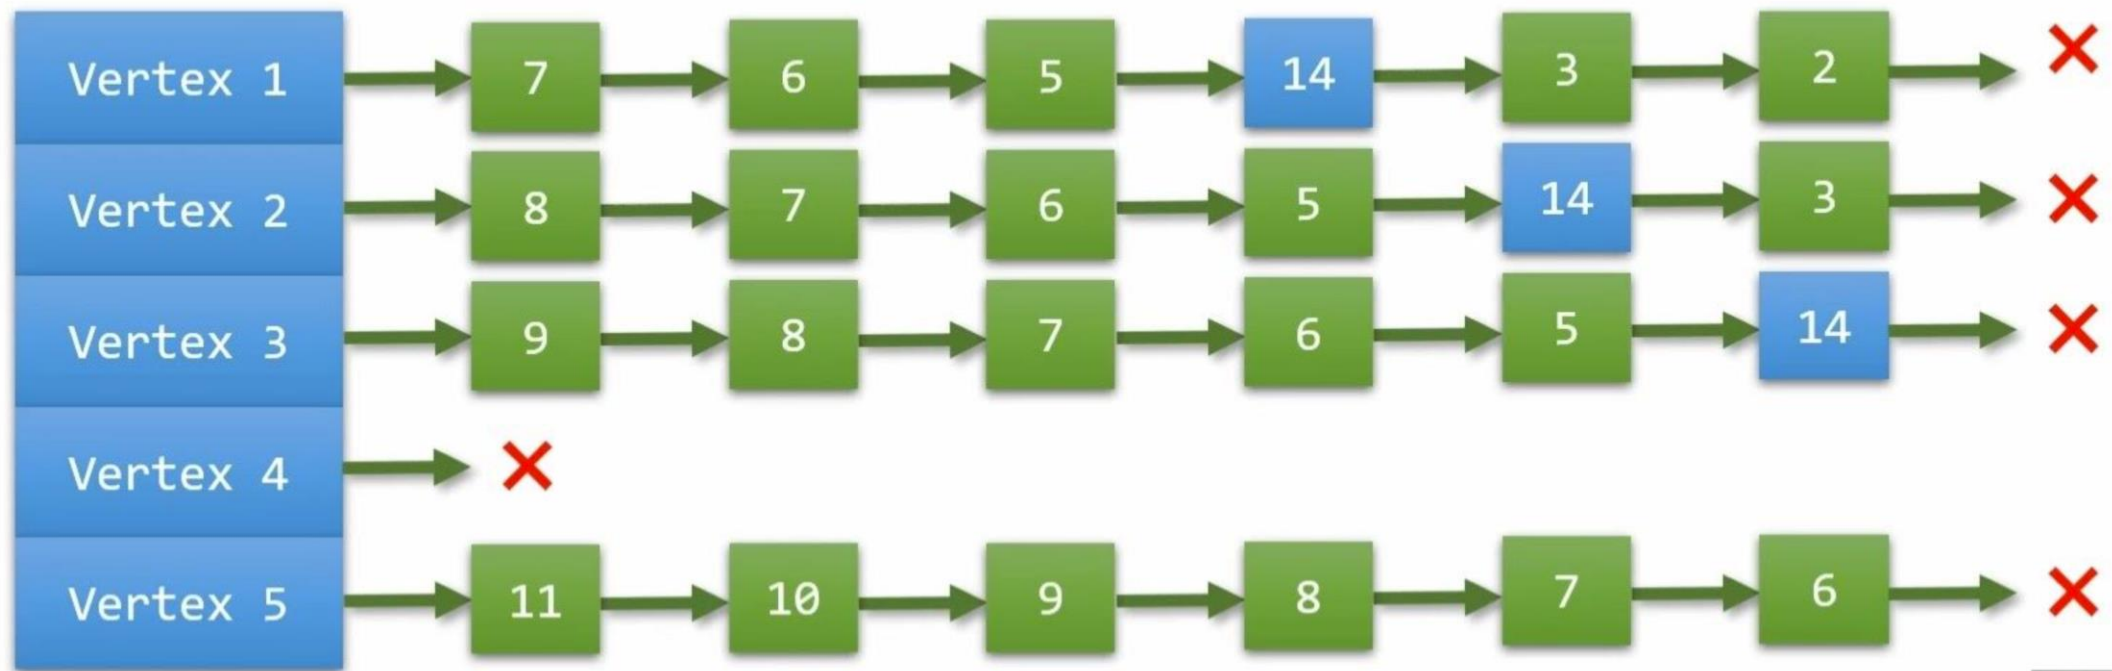 Vertex 1 7 6 5 14 3 2
Vertex 2 8 7 6 5 14 3
Vertex 3 9 8 7 6 5 14
Vertex 4
Vertex 5 11 10 9 8 7 6